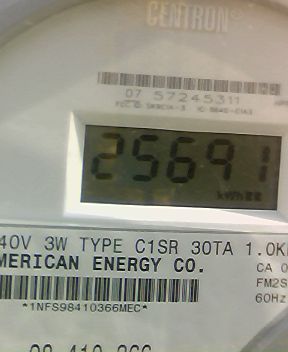 CENTRON®
07 57245311
25691
kWh
40V 3W TYPE C1SR 30TA 1.0K
MERICAN ENERGY CO.
CA 0
FM2S
60Hz
*1NFS98410366MEC*